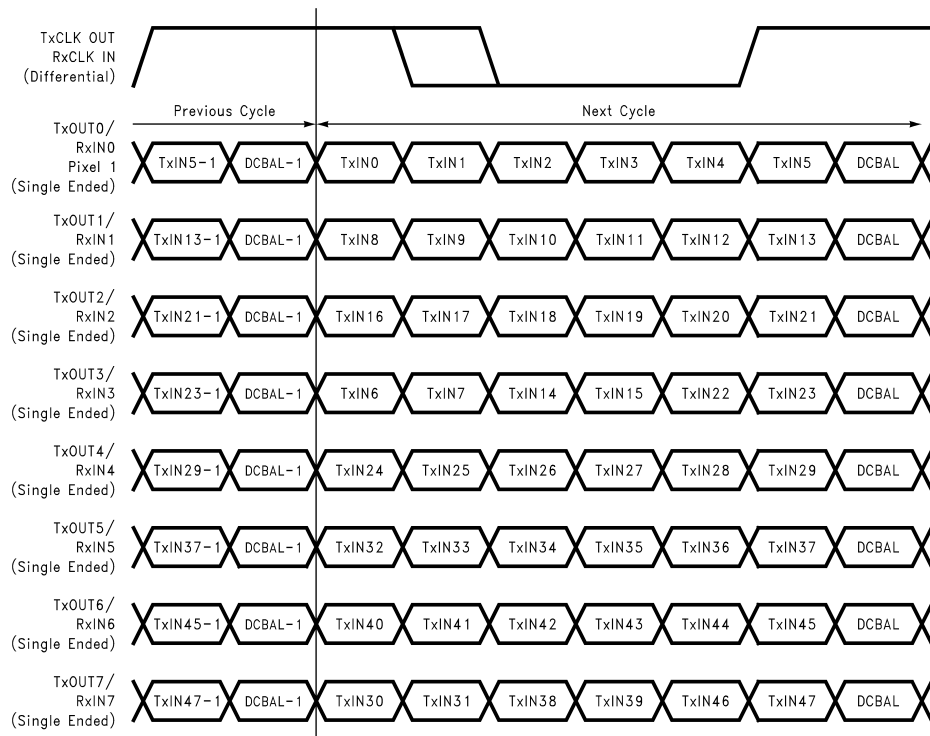 TxCLK OUT
RxCLK IN
(Differential)
Previous Cycle
Next Cycle
TxOUT0/
RxIN0
Pixel 1
(Single Ended)
TxIN5-1 DCBAL-1 TxIN0 TxIN1 TxIN2 TxIN3 TxIN4 TxIN5 DCBAL
TxOUT1/
RxIN1
(Single Ended)
TxIN13-1 DCBAL-1 TxIN8 TxIN9 TxIN10 TxIN11 TxIN12 TxIN13 DCBAL
TxOUT2/
RxIN2
(Single Ended)
TxIN21-1 DCBAL-1 TxIN16 TxIN17 TxIN18 TxIN19 TxIN20 TxIN21 DCBAL
TxOUT3/
RxIN3
(Single Ended)
TxIN23-1 DCBAL-1 TxIN6 TxIN7 TxIN14 TxIN15 TxIN22 TxIN23 DCBAL
TxOUT4/
RxIN4
(Single Ended)
TxIN29-1 DCBAL-1 TxIN24 TxIN25 TxIN26 TxIN27 TxIN28 TxIN29 DCBAL
TxOUT5/
RxIN5
(Single Ended)
TxIN37-1 DCBAL-1 TxIN32 TxIN33 TxIN34 TxIN35 TxIN36 TxIN37 DCBAL
TxOUT6/
RxIN6
(Single Ended)
TxIN45-1 DCBAL-1 TxIN40 TxIN41 TxIN42 TxIN43 TxIN44 TxIN45 DCBAL
TxOUT7/
RxIN7
(Single Ended)
TxIN47-1 DCBAL-1 TxIN30 TxIN31 TxIN38 TxIN39 TxIN46 TxIN47 DCBAL